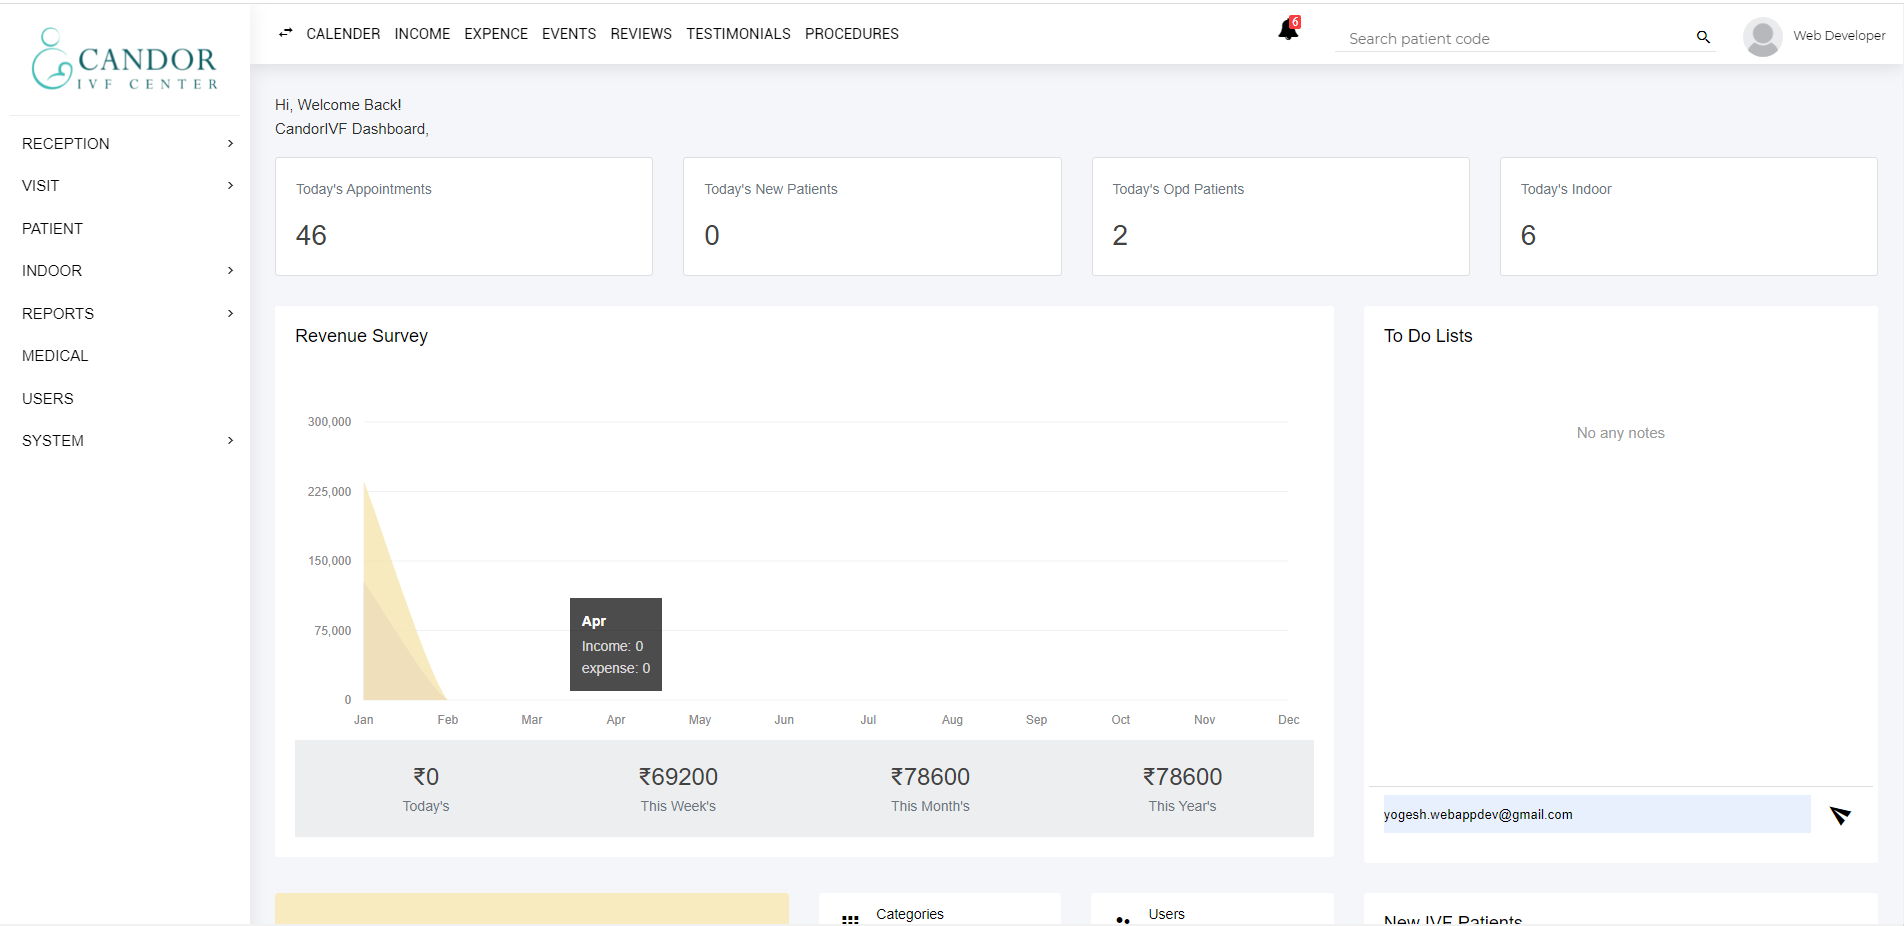 CANDOR
IVF CENTER
CALENDER INCOME EXPENCE EVENTS REVIEWS TESTIMONIALS PROCEDURES
6
Search patient code
Web Developer
RECEPTION
VISIT
PATIENT
INDOOR
REPORTS
MEDICAL
USERS
SYSTEM
Hi, Welcome Back!
CandorIVF Dashboard,
Today's Appointments
46
Today's New Patients
0
Today's Opd Patients
2
Today's Indoor
6
Revenue Survey
300,000
225,000
150,000
75,000
0
Apr
Income: 0
expense: 0
Jan Feb Mar Apr May Jun Jul Aug Sep Oct Nov Dec
₹0
Today's
₹69200
This Week's
₹78600
This Month's
₹78600
This Year's
To Do Lists
No any notes
yogesh.webappdev@gmail.com
Categories
Users
New IVF Patients